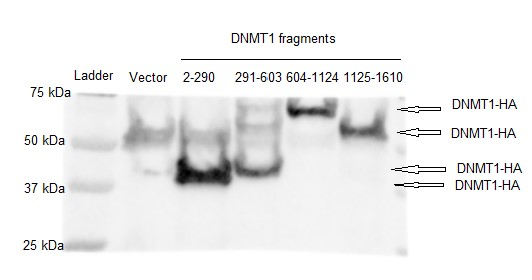 DNMT1 fragments
Ladder Vector 2-290 291-603 604-1124 1125-1610
75 kDa
DNMT1-HA
50 kDa DNMT1-HA
DNMT1-HA
37 kDa DNMT1-HA
25 kDa